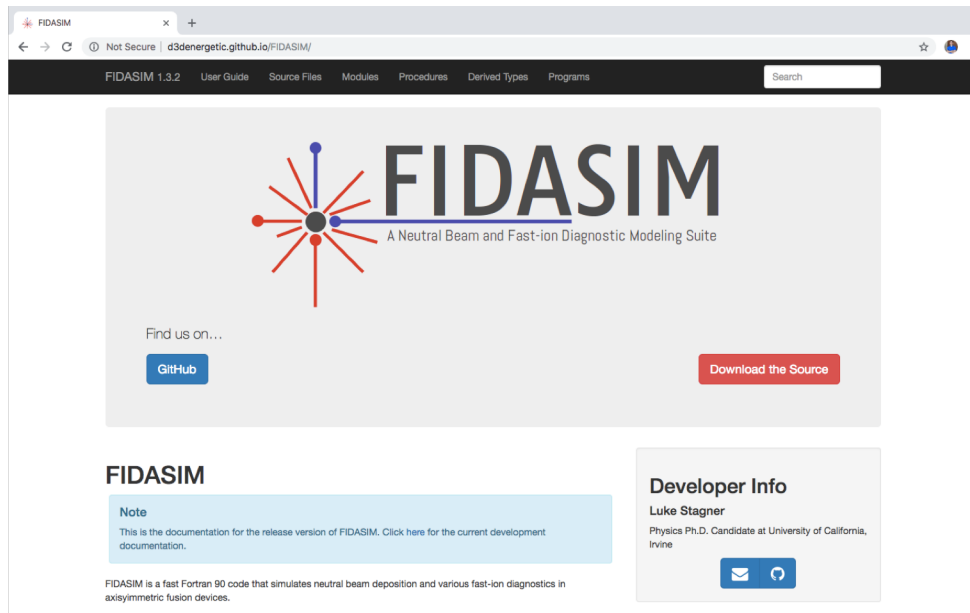 FIDASIM
Not Secure | d3denergetic.github.io/FIDASIM/
FIDASIM 1.3.2 User Guide Source Files Modules Procedures Derived Types Programs Search
FIDASIM
A Neutral Beam and Fast-ion Diagnostic Modeling Suite
Find us on…
GitHub Download the Source
FIDASIM
Note
This is the documentation for the release version of FIDASIM. Click here for the current development
documentation.
FIDASIM is a fast Fortran 90 code that simulates neutral beam deposition and various fast-ion diagnostics in
axisymmetric fusion devices.
Developer Info
Luke Stagner
Physics Ph.D. Candidate at University of California,
Irvine